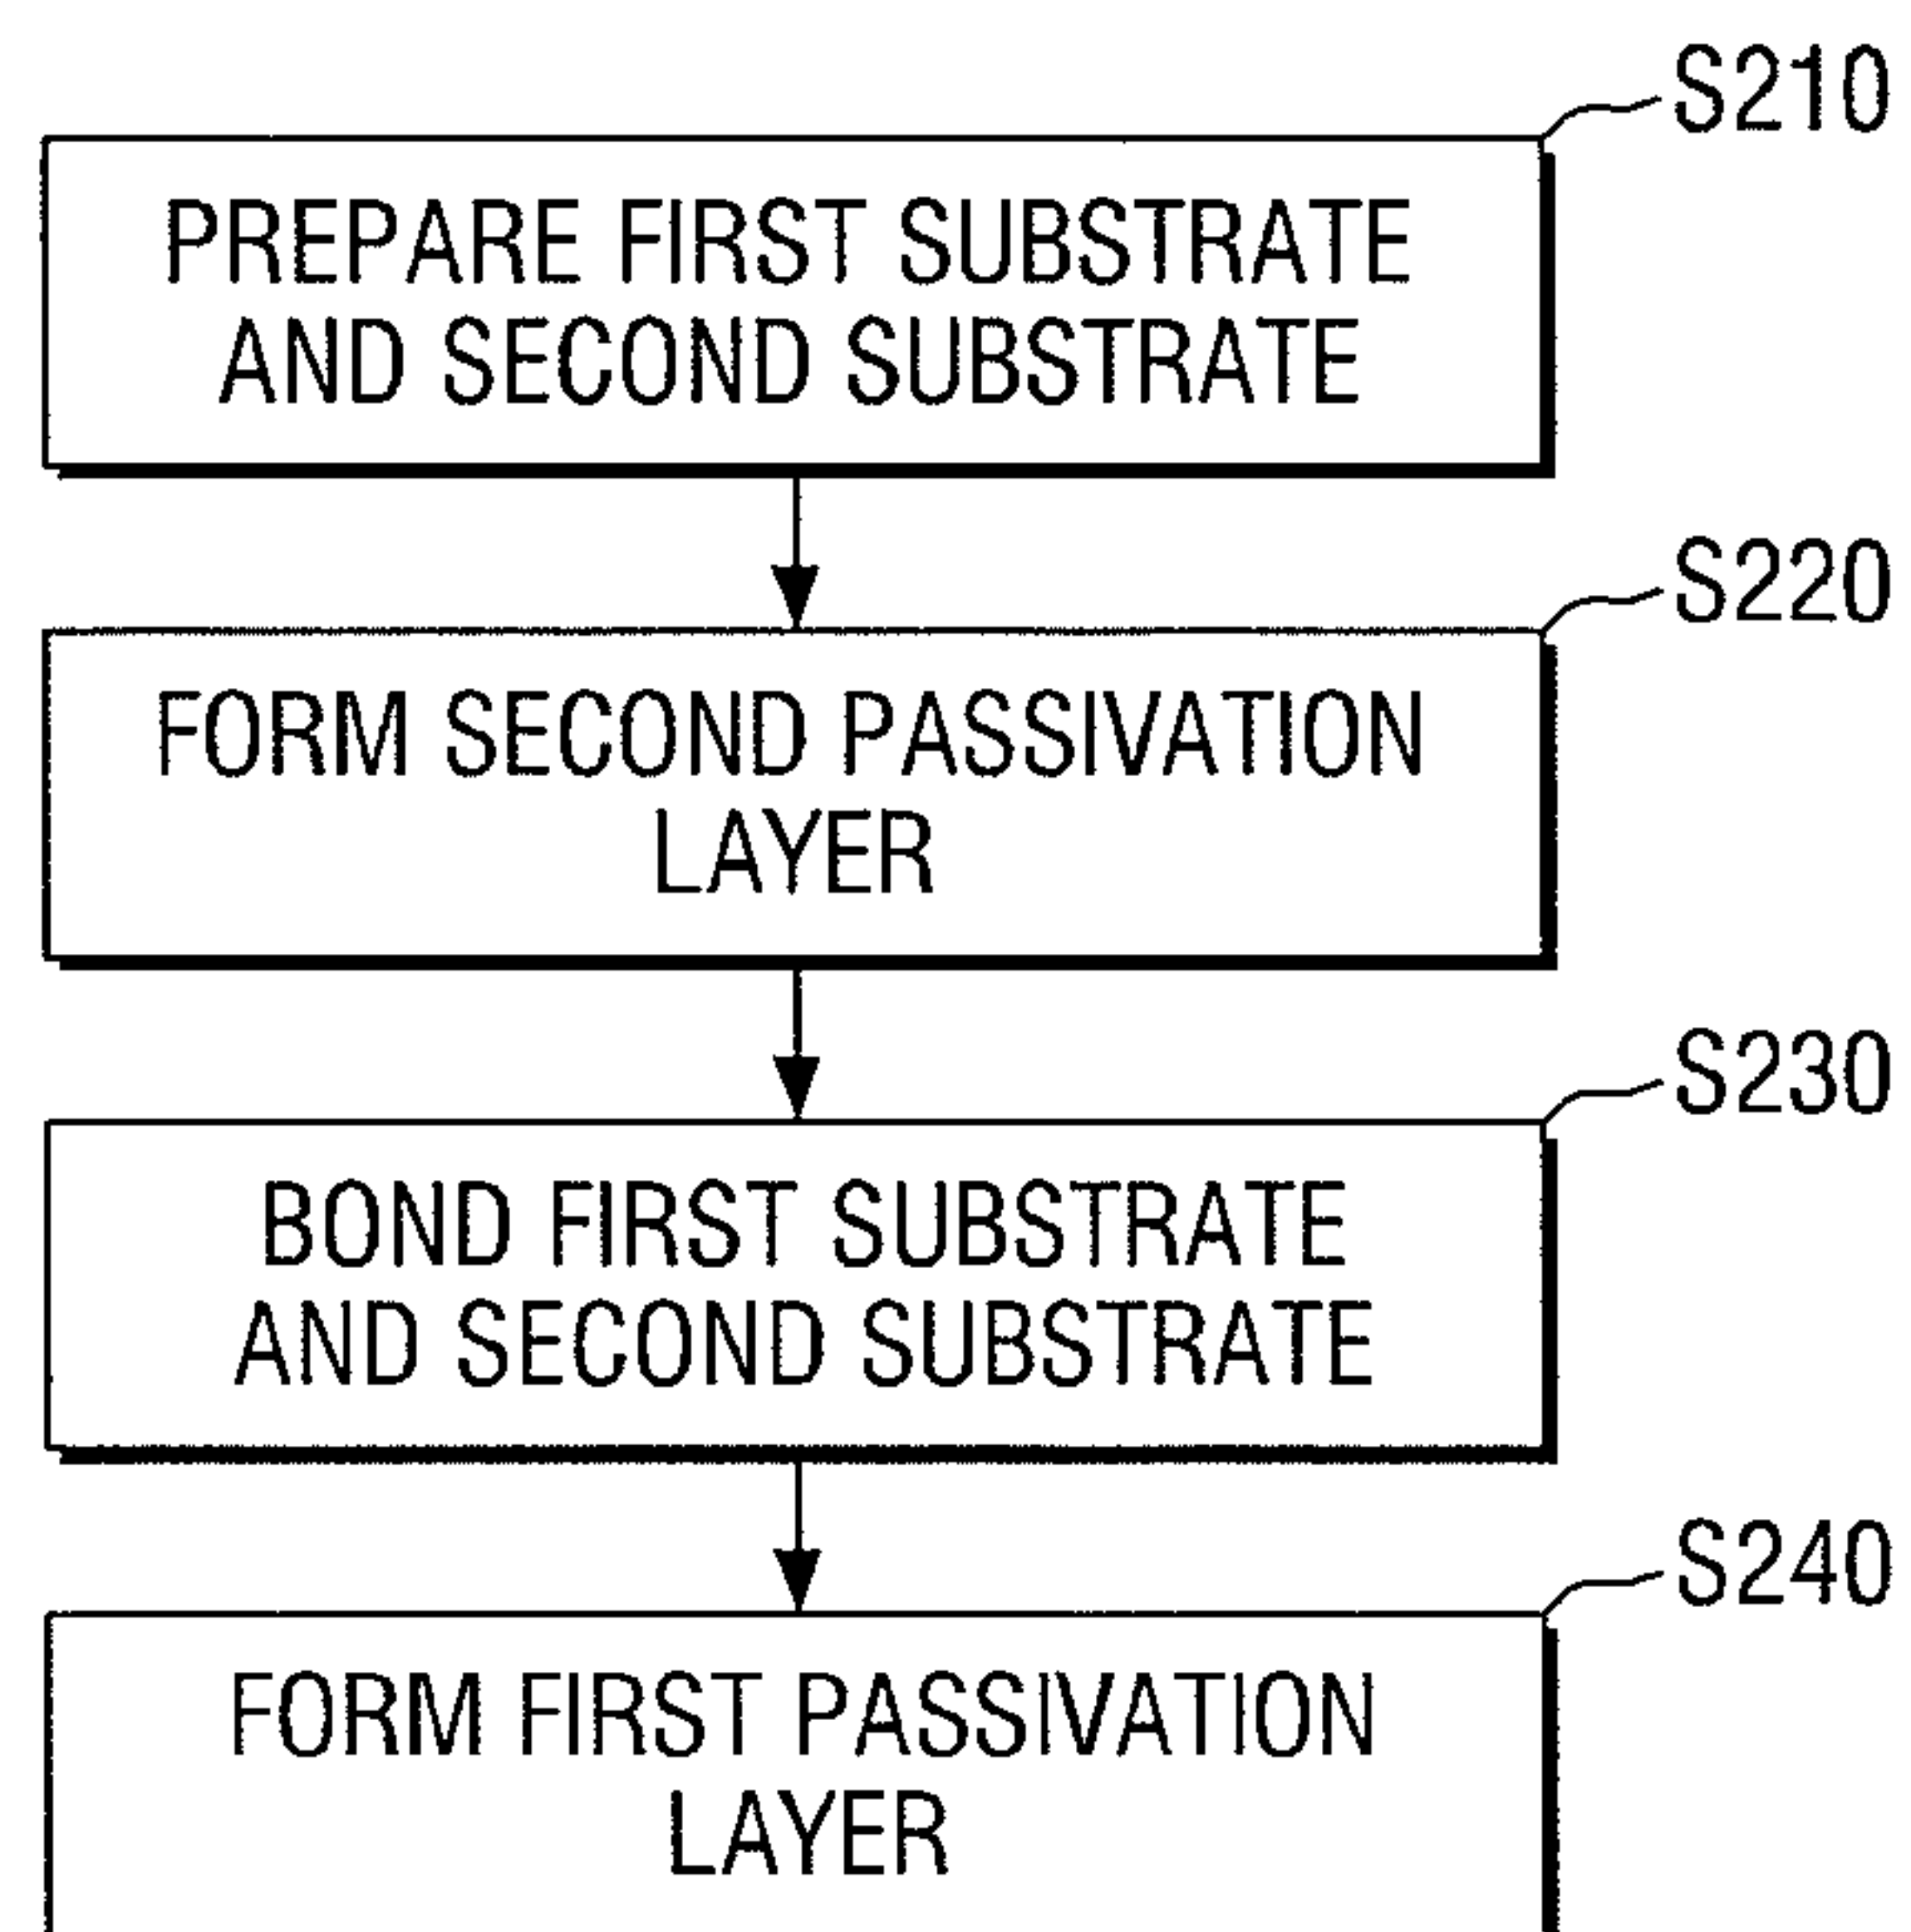 S210
PREPARE FIRST SUBSTRATE
AND SECOND SUBSTRATE
S220
FORM SECOND PASSIVATION
LAYER
S230
BOND FIRST SUBSTRATE
AND SECOND SUBSTRATE
S240
FORM FIRST PASSIVATION
LAYER